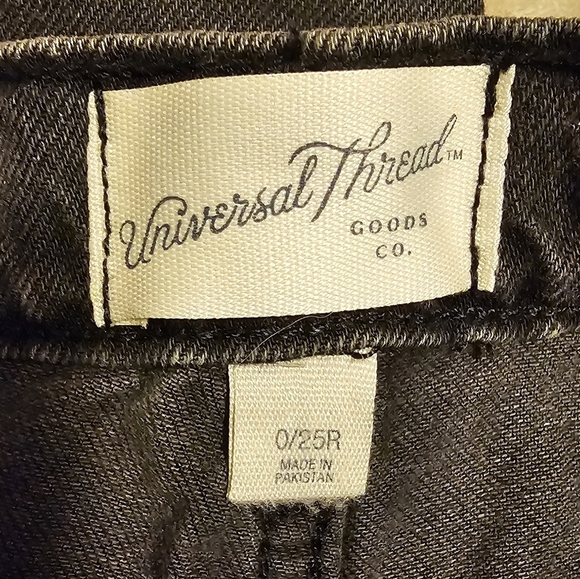 Universal Thread™
GOODS
CO.
0/25R
MADE IN
PAKISTAN